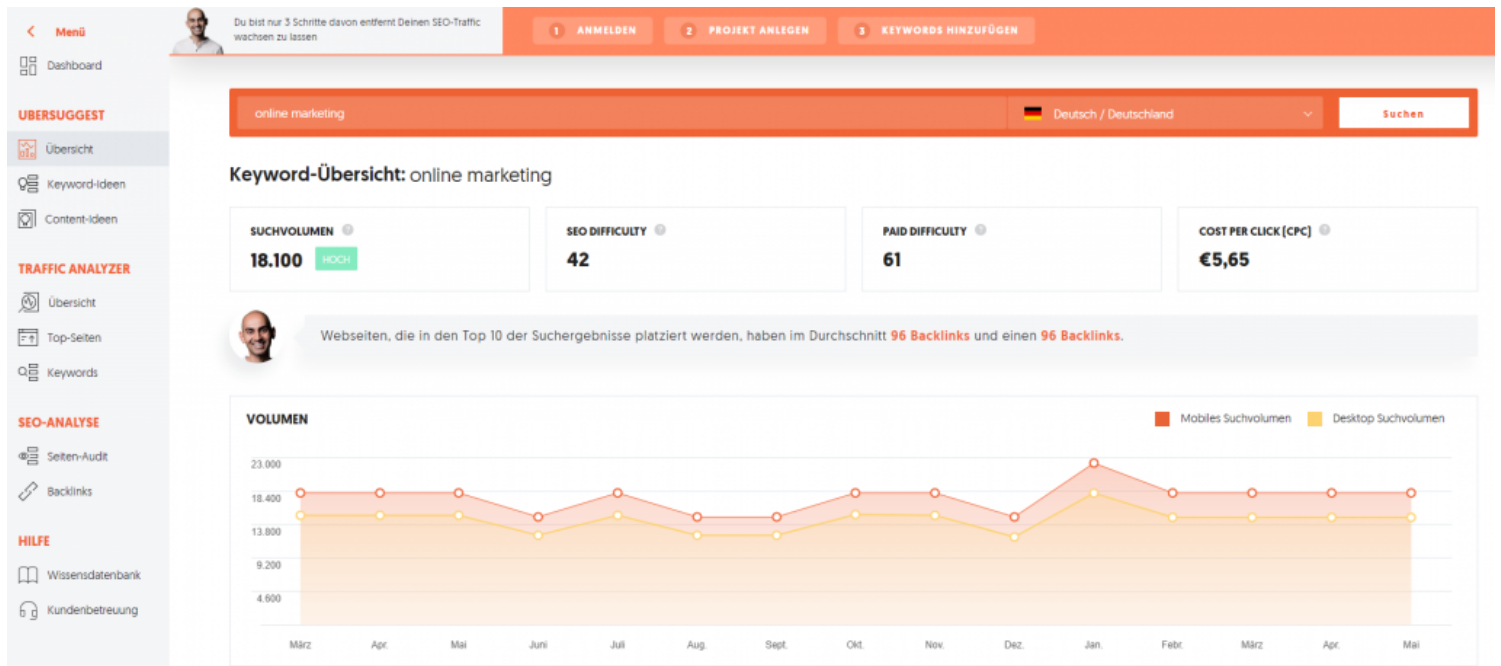 Menü
Dashboard
UBERSUGGEST
Übersicht
Keyword-Ideen
Content-Ideen
TRAFFIC ANALYZER
Übersicht
Top-Seiten
Keywords
SEO-ANALYSE
Seiten-Audit
Backlinks
HILFE
Wissensdatenbank
Kundenbetreuung
Du bist nur 3 Schritte davon entfernt Deinen SEO-Traffic
wachsen zu lassen
1 ANMELDEN
2 PROJEKT ANLEGEN
3 KEYWORDS HINZUFÜGEN
online marketing
Deutsch / Deutschland
Suchen
Keyword-Übersicht: online marketing
SUCHVOLUMEN ?
18.100 HOCH
SEO DIFFICULTY ?
42
PAID DIFFICULTY ?
61
COST PER CLICK (CPC) ?
€5,65
Webseiten, die in den Top 10 der Suchergebnisse platziert werden, haben im Durchschnitt 96 Backlinks und einen 96 Backlinks.
VOLUMEN
Mobiles Suchvolumen
Desktop Suchvolumen
23.000
18.400
13.800
9.200
4.600
März Apr. Mai Juni Juli Aug. Sept. Okt. Nov. Dez. Jan. Febr. März Apr. Mai